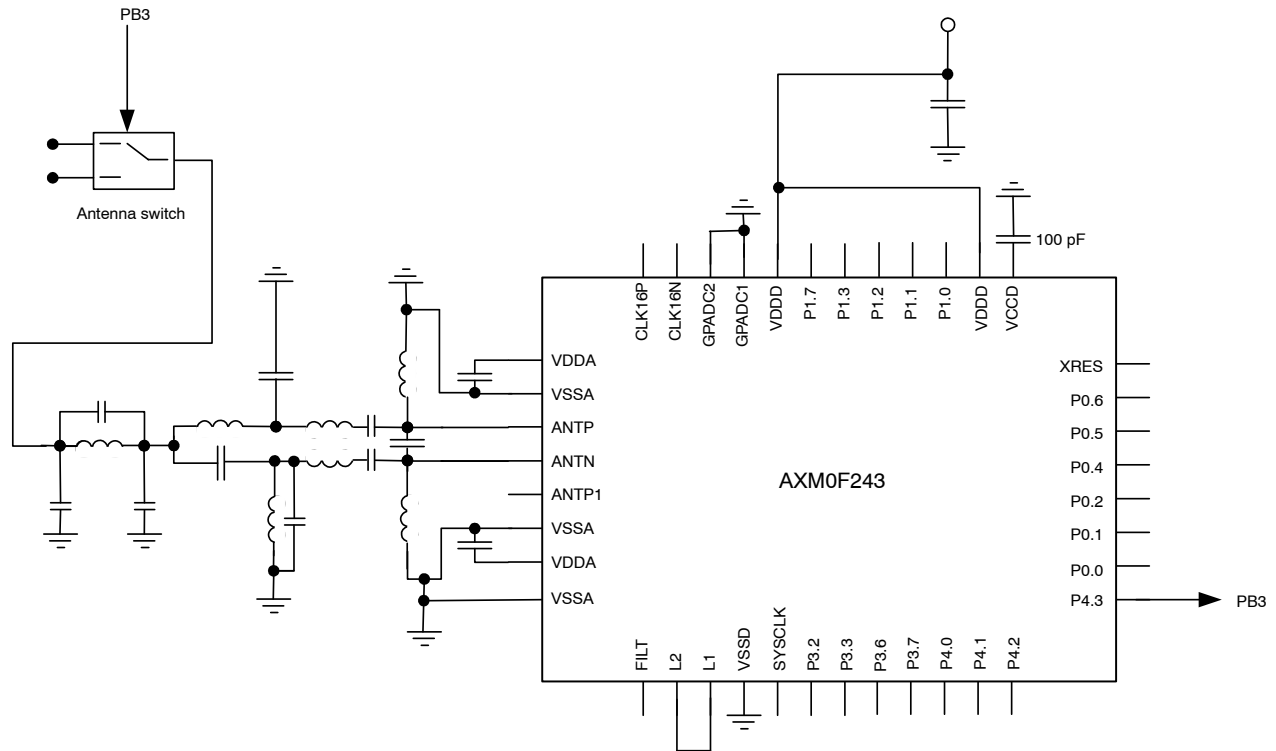 PB3
Antenna switch
100 pF
CLK16P
CLK16N
GPADC2
GPADC1
VDDD
P1.7
P1.3
P1.2
P1.1
P1.0
VDDD
VCCD
VDDA
VSSA
ANTP
ANTN
ANTP1
VSSA
VDDA
VSSA
AXM0F243
XRES
P0.6
P0.5
P0.4
P0.2
P0.1
P0.0
P4.3
PB3
FILT
L2
L1
VSSD
SYSCLK
P3.2
P3.3
P3.6
P3.7
P4.0
P4.1
P4.2